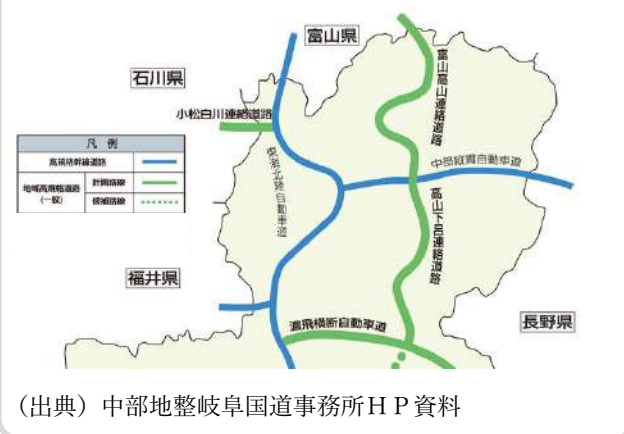 富山県
石川県
富山高山連絡道路
小松白川連絡道路
凡 例
高規格幹線道路
地域高規格道路
(一般)
計画路線
候補路線
東海北陸自動車道
中部縦貫自動車道
高山下呂連絡道路
福井県
濃飛横断自動車道
長野県
(出典)中部地整岐阜国道事務所HP資料